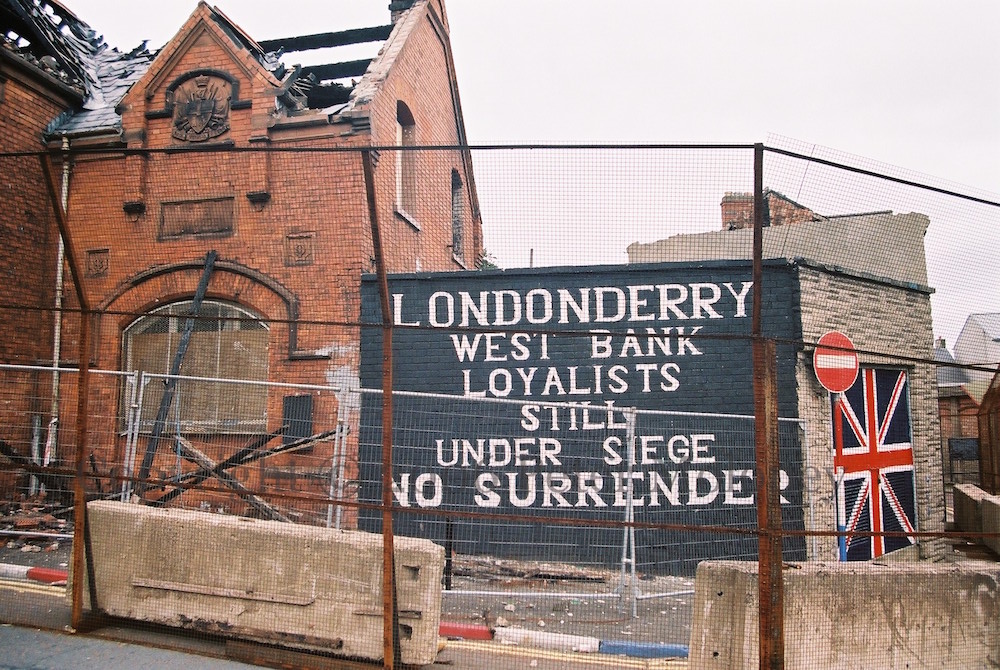 LONDONDERRY
WEST BANK
LOYALISTS
STILL
UNDER SIEGE
NO SURRENDER